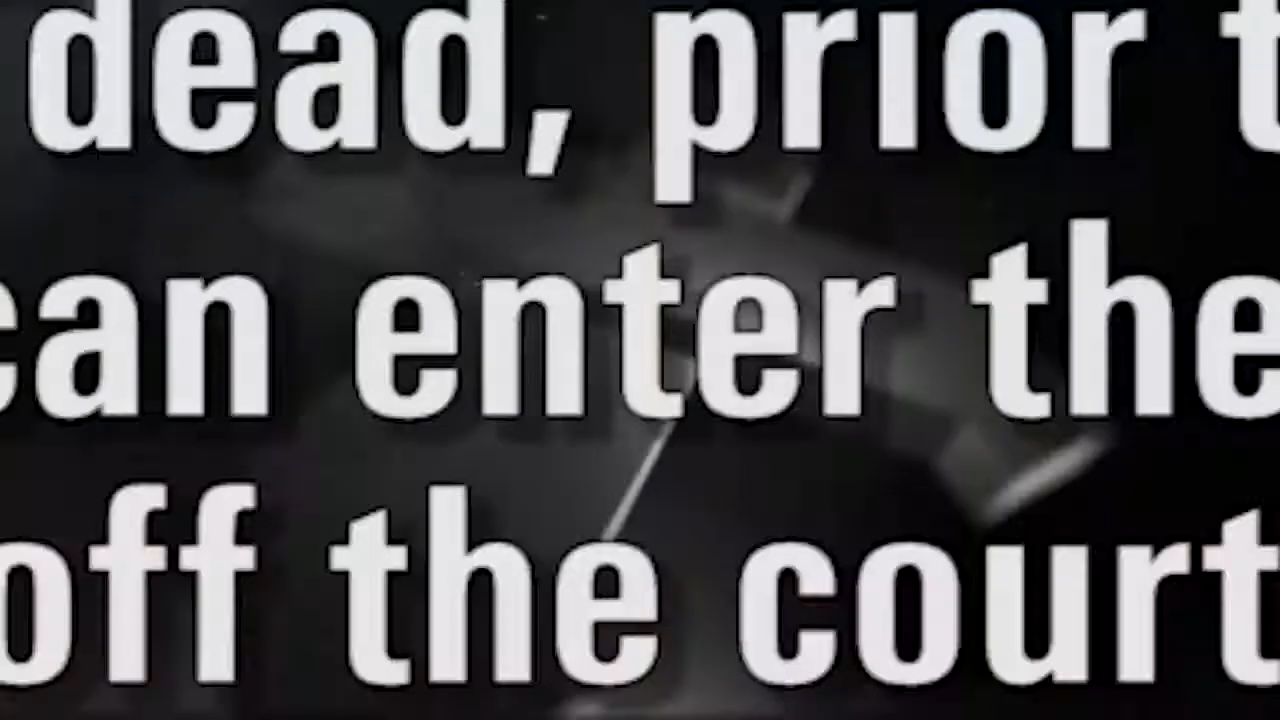 dead, prior t
can enter the
off the court